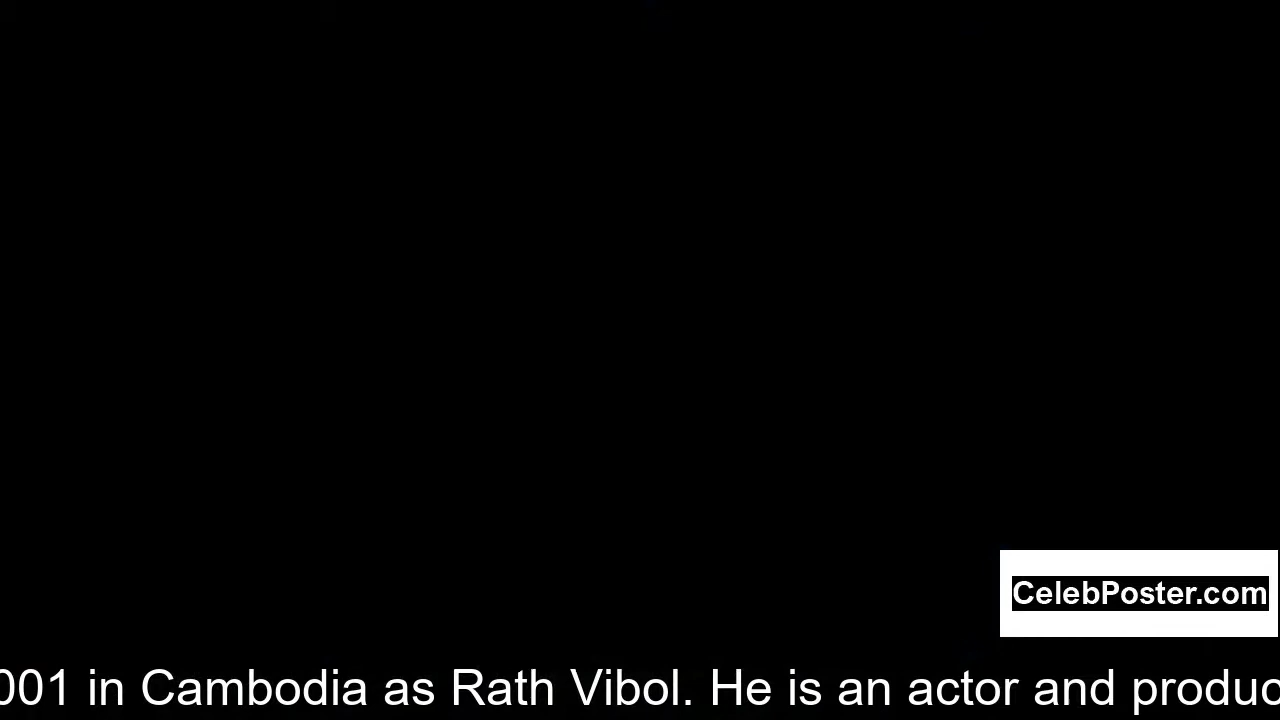 CelebPoster.com
001 in Cambodia as Rath Vibol. He is an actor and produc